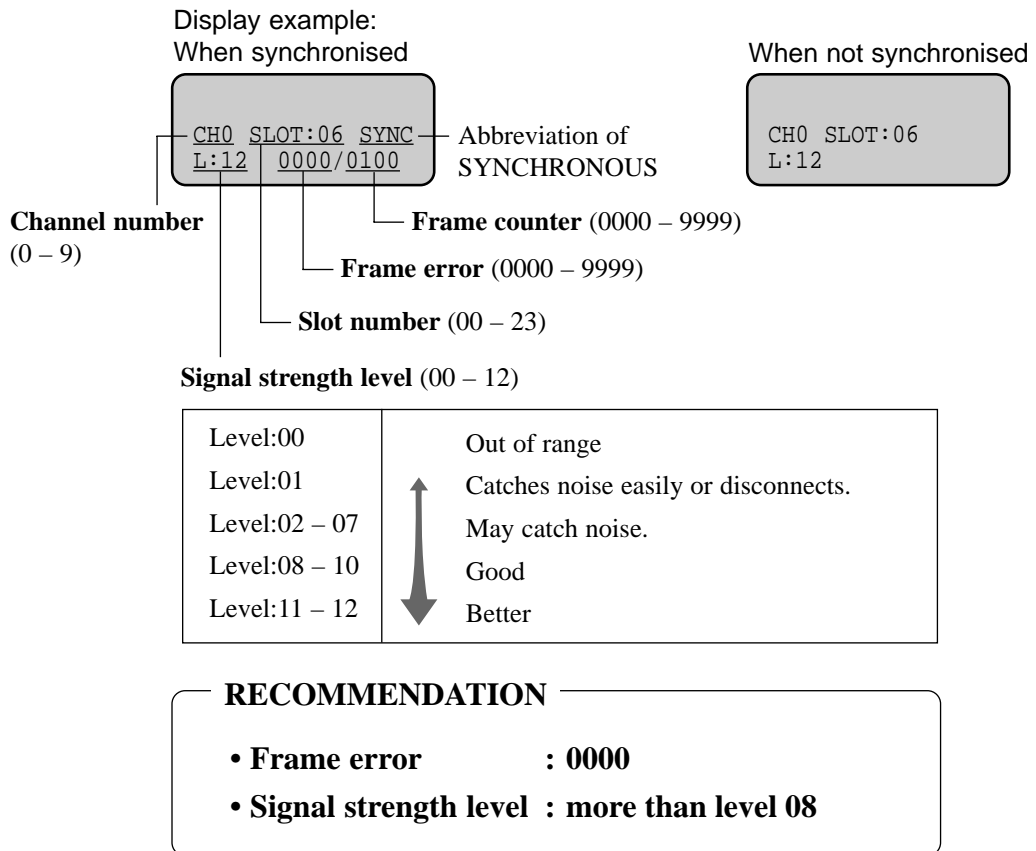 Display example:
When synchronised
When not synchronised
CH0 SLOT:06 SYNC
L:12 0000/0100
Abbreviation of
SYNCHRONOUS
CH0 SLOT:06
L:12
Channel number
(0 – 9)
Frame counter (0000 – 9999)
Frame error (0000 – 9999)
Slot number (00 – 23)
Signal strength level (00 – 12)
Level:00 Out of range
Level:01 Catches noise easily or disconnects.
Level:02 – 07 May catch noise.
Level:08 – 10 Good
Level:11 – 12 Better
RECOMMENDATION
• Frame error : 0000
• Signal strength level : more than level 08